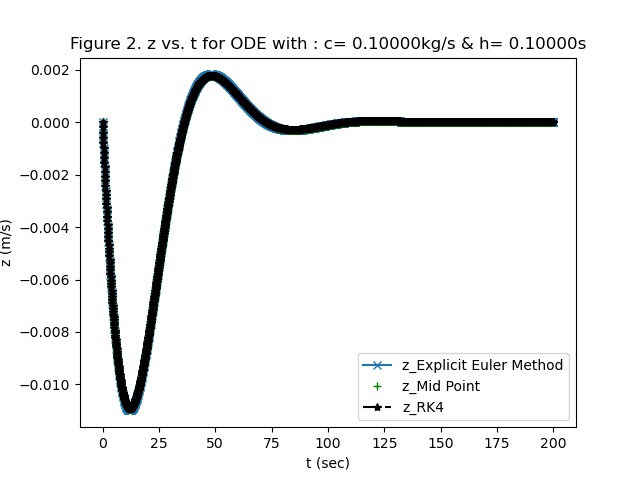 Figure 2. z vs. t for ODE with : c= 0.10000kg/s & h= 0.10000s
0.002
0.000
−0.002
−0.004
−0.006
−0.008
−0.010
z (m/s)
z_Explicit Euler Method
z_Mid Point
z_RK4
0
25
50
75
100
125
150
175
200
t (sec)